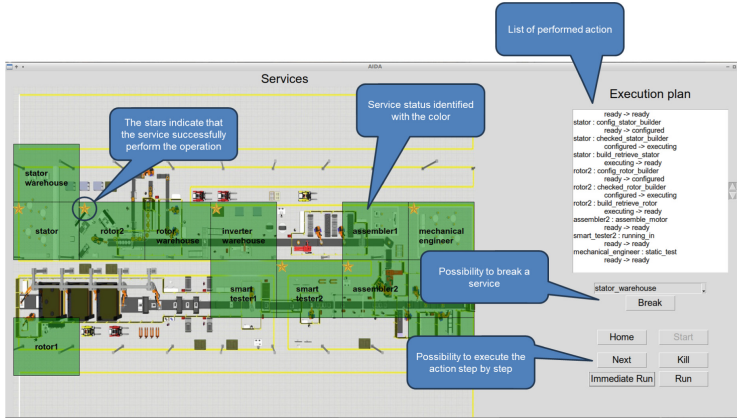 List of performed action
AIDA
Services
Execution plan
The stars indicate that
the service successfully
perform the operation
Service status identified
with the color
ready -> ready
stator : config_stator_builder
ready -> configured
stator : checked_stator_builder
configured -> executing
stator : build_retrieve_stator
executing -> ready
rotor2 : config_rotor_builder
ready -> configured
rotor2 : checked_rotor_builder
configured -> executing
rotor2 : build_retrieve_rotor
executing -> ready
assembler2 : assemble_motor
ready -> ready
smart_tester2 : running_in
ready -> ready
mechanical_engineer : static_test
ready -> ready
stator
warehouse
stator
rotor2
rotor
warehouse
inverter
warehouse
assembler1
mechanical
engineer
smart
tester1
smart
tester2
assembler2
rotor1
Possibility to break a
service
stator_warehouse
Break
Possibility to execute the
action step by step
Home
Start
Next
Kill
Immediate Run
Run